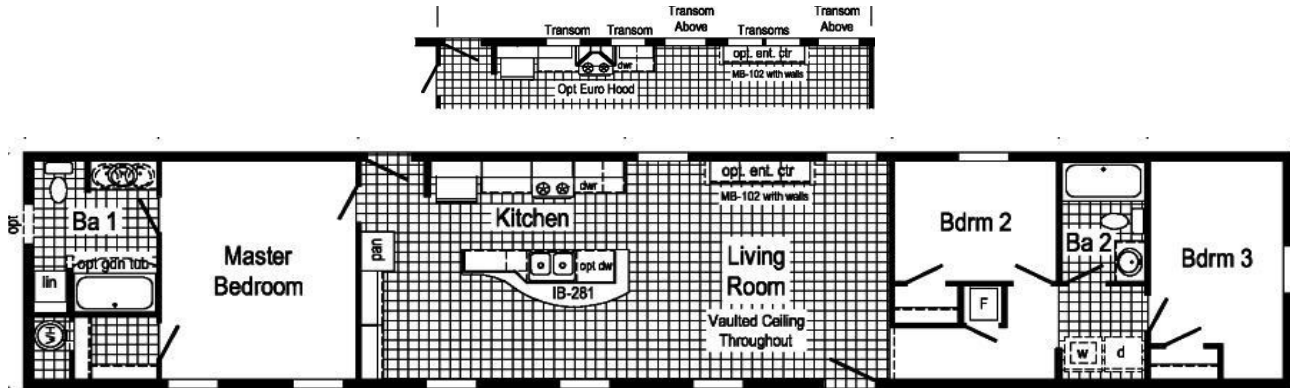 Transom Transom Transom Above Transoms Transom Above
opt. ent. ctr
dwr
MB-102 with walls
Opt Euro Hood
opt. ent. ctr
dwr
MB-102 with walls
opt
Ba 1
Kitchen
Bdrm 2
Ba 2
Master
Bedroom
pan
Living
Room
Bdrm 3
opt gdn tub
opt dw
lin
IB-281
F
Vaulted Ceiling
Throughout
WH
w d